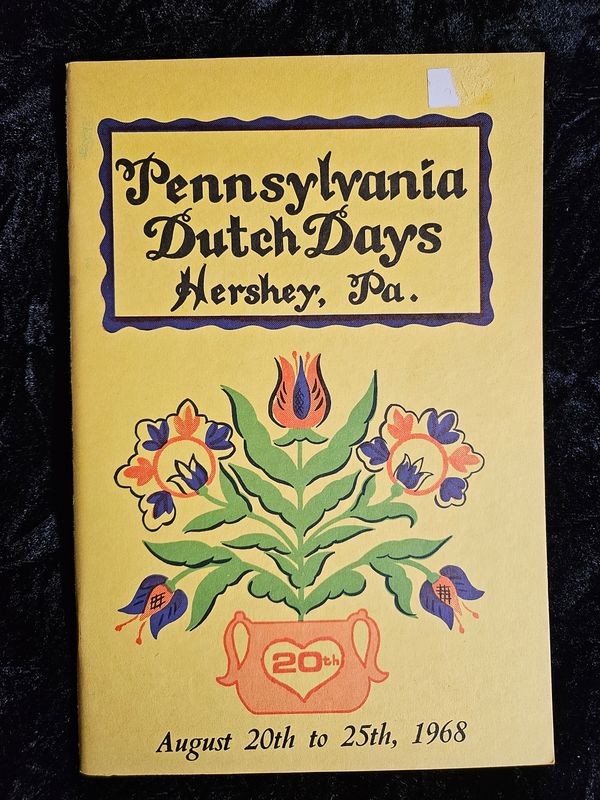 Pennsylvania
Dutch Days
Hershey, Pa.
20th
August 20th to 25th, 1968